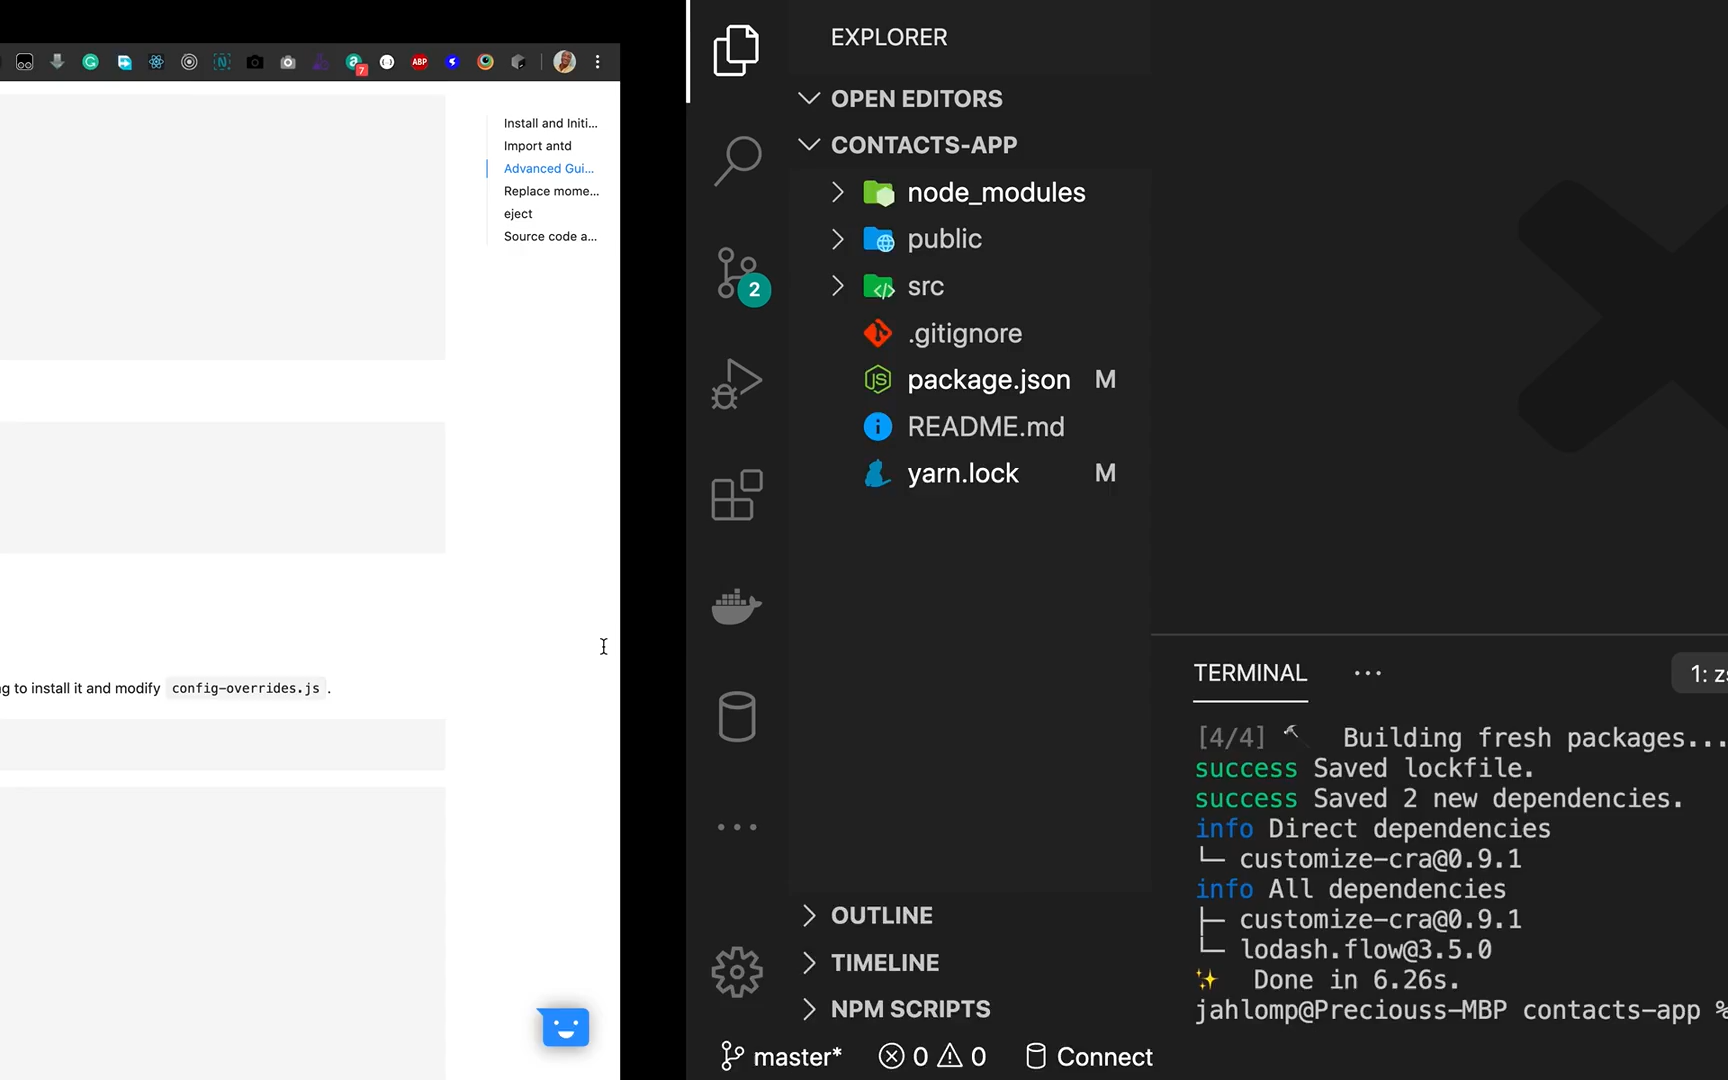 ABP
7
Install and Initi...
Import antd
Advanced Gui...
Replace mome...
eject
Source code a...
g to install it and modify config-overrides.js .
EXPLORER
OPEN EDITORS
CONTACTS-APP
node_modules
public
src
.gitignore
package.json M
README.md
yarn.lock M
2
OUTLINE
TIMELINE
NPM SCRIPTS
master* 0 0 Connect
TERMINAL ... 1: zs
[4/4] Building fresh packages...
success Saved lockfile.
success Saved 2 new dependencies.
info Direct dependencies
└─ customize-cra@0.9.1
info All dependencies
├─ customize-cra@0.9.1
└─ lodash.flow@3.5.0
✨ Done in 6.26s.
jahlomp@Preciouss-MBP contacts-app %